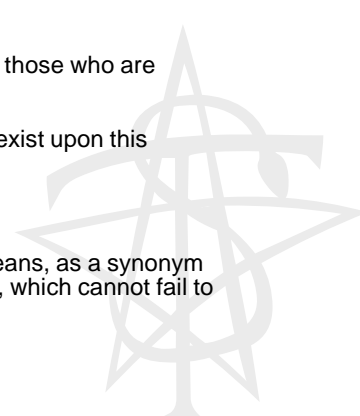 those who are
exist upon this
eans, as a synonym
, which cannot fail to